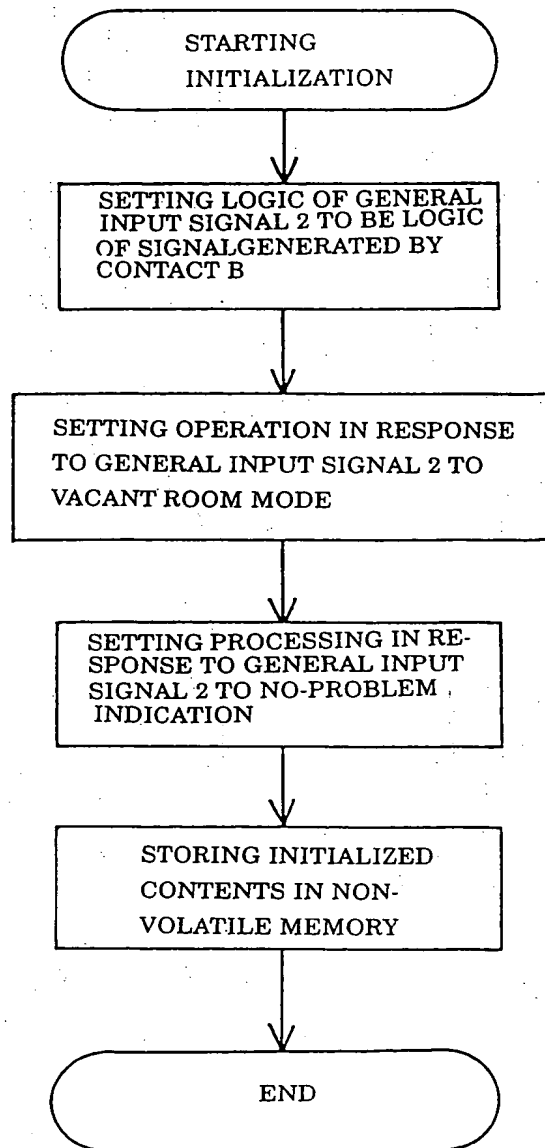 STARTING
INITIALIZATION
SETTING LOGIC OF GENERAL
INPUT SIGNAL 2 TO BE LOGIC
OF SIGNALGENERATED BY
CONTACT B
SETTING OPERATION IN RESPONSE
TO GENERAL INPUT SIGNAL 2 TO
VACANT ROOM MODE
SETTING PROCESSING IN RE-
SPONSE TO GENERAL INPUT
SIGNAL 2 TO NO-PROBLEM
INDICATION
STORING INITIALIZED
CONTENTS IN NON-
VOLATILE MEMORY
END